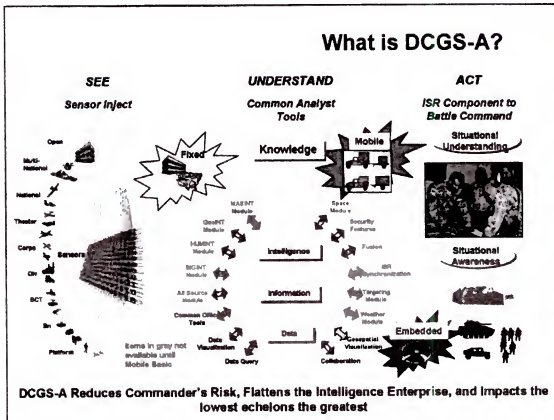 What is DCGS-A?
SEE
Sensor Inject
UNDERSTAND
Common Analyst
Tools
ACT
ISR Component to
Battle Command
Open
Multi-
National
National
Theater
Corps
Div
BCT
Bn
Platform
Sensors
Fixed
Knowledge
Mobile
Situational
Understanding
MASINT
Module
GeoINT
Module
HUMINT
Module
SIGINT
Module
All Source
Module
Common Office
Tools
Data
Visualization
Data Query
Intelligence
Information
Data
Space
Module
Security
Features
Fusion
ISR
Synchronization
Targeting
Module
Weather
Module
Geospatial
Visualization
Collaboration
Situational
Awareness
Embedded
Items in gray not
available until
Mobile Basic
DCGS-A Reduces Commander's Risk, Flattens the Intelligence Enterprise, and Impacts the
lowest echelons the greatest